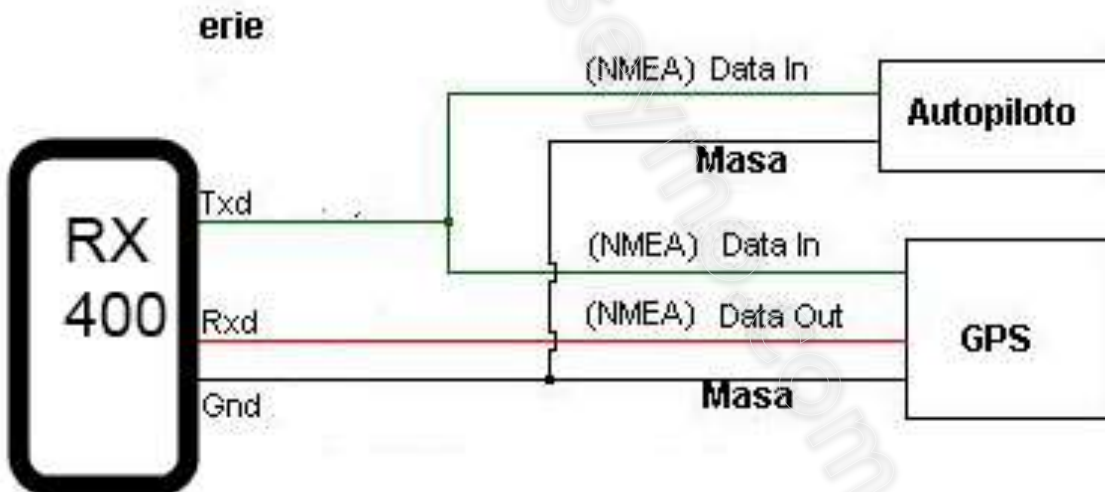 erie
(NMEA) Data In
Autopiloto
Masa
Txd
RX
400
(NMEA) Data In
Rxd
(NMEA) Data Out
GPS
Gnd
Masa